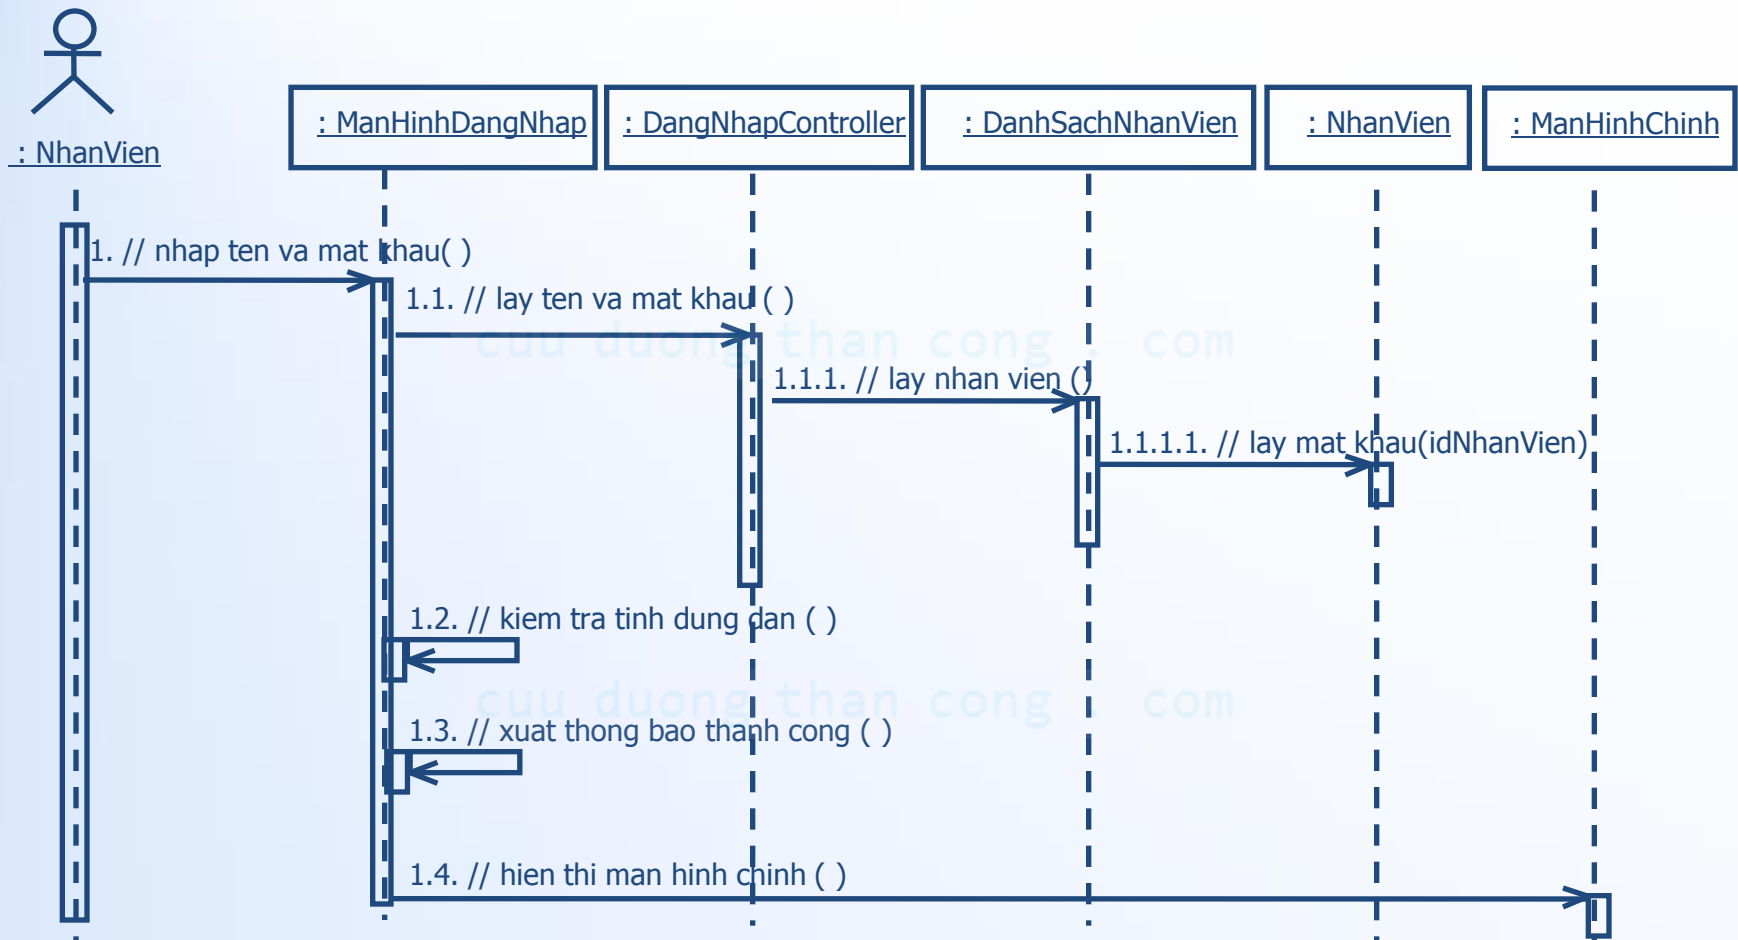 : NhanVien
: ManHinhDangNhap
: DangNhapController
: DanhSachNhanVien
: NhanVien
: ManHinhChinh
1. // nhap ten va mat khau( )
1.1. // lay ten va mat khau ( )
cuu duong than cong . com
1.1.1. // lay nhan vien ()
1.1.1.1. // lay mat khau(idNhanVien)
1.2. // kiem tra tinh dung dan ( )
cuu duong than cong . com
1.3. // xuat thong bao thanh cong ( )
1.4. // hien thi man hinh chinh ( )